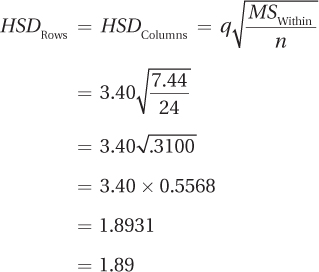 HSD_Rows = HSD_Columns = q√(MS_Within / n)
= 3.40√(7.44 / 24)
= 3.40√.3100
= 3.40 × 0.5568
= 1.8931
= 1.89